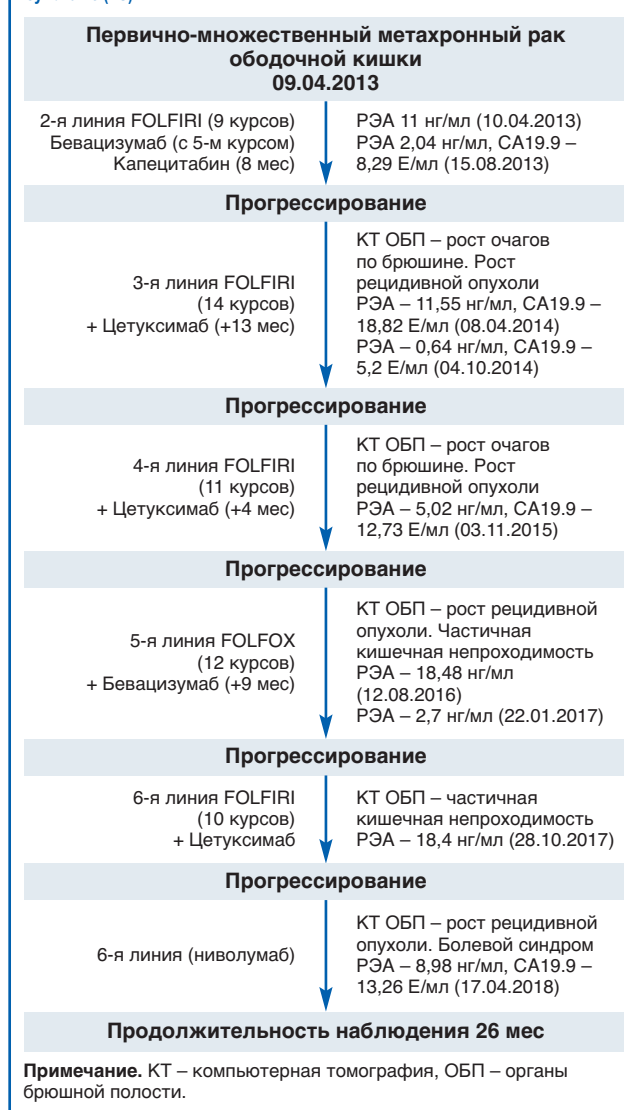 Первично-множественный метахронный рак
ободочной кишки
09.04.2013
2-я линия FOLFIRI (9 курсов)
Бевацизумаб (с 5-м курсом)
Капецитабин (8 мес)
РЭА 11 нг/мл (10.04.2013)
РЭА 2,04 нг/мл, СА19.9 –
8,29 Е/мл (15.08.2013)
Прогрессирование
3-я линия FOLFIRI
(14 курсов)
+ Цетуксимаб (+13 мес)
КТ ОБП – рост очагов
по брюшине. Рост
рецидивной опухоли
РЭА – 11,55 нг/мл, СА19.9 –
18,82 Е/мл (08.04.2014)
РЭА – 0,64 нг/мл, СА19.9 –
5,2 Е/мл (04.10.2014)
Прогрессирование
4-я линия FOLFIRI
(11 курсов)
+ Цетуксимаб (+4 мес)
КТ ОБП – рост очагов
по брюшине. Рост
рецидивной опухоли
РЭА – 5,02 нг/мл, СА19.9 –
12,73 Е/мл (03.11.2015)
Прогрессирование
5-я линия FOLFOX
(12 курсов)
+ Бевацизумаб (+9 мес)
КТ ОБП – рост рецидивной
опухоли. Частичная
кишечная непроходимость
РЭА – 18,48 нг/мл
(12.08.2016)
РЭА – 2,7 нг/мл (22.01.2017)
Прогрессирование
6-я линия FOLFIRI
(10 курсов)
+ Цетуксимаб
КТ ОБП – частичная
кишечная непроходимость
РЭА – 18,4 нг/мл (28.10.2017)
Прогрессирование
6-я линия (ниволумаб)
КТ ОБП – рост рецидивной
опухоли. Болевой синдром
РЭА – 8,98 нг/мл, СА19.9 –
13,26 Е/мл (17.04.2018)
Продолжительность наблюдения 26 мес
Примечание. КТ – компьютерная томография, ОБП – органы
брюшной полости.